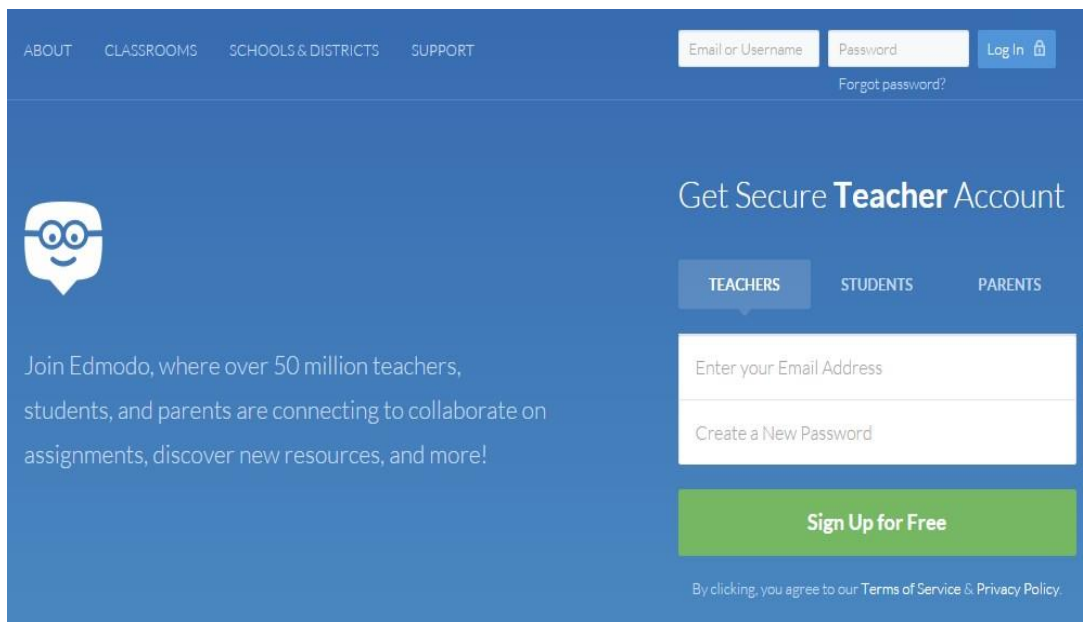 ABOUT CLASSROOMS SCHOOLS & DISTRICTS SUPPORT
Email or Username Password Log In
Forgot password?
Get Secure Teacher Account
TEACHERS STUDENTS PARENTS
Join Edmodo, where over 50 million teachers,
students, and parents are connecting to collaborate on
assignments, discover new resources, and more!
Enter your Email Address
Create a New Password
Sign Up for Free
By clicking, you agree to our Terms of Service & Privacy Policy.